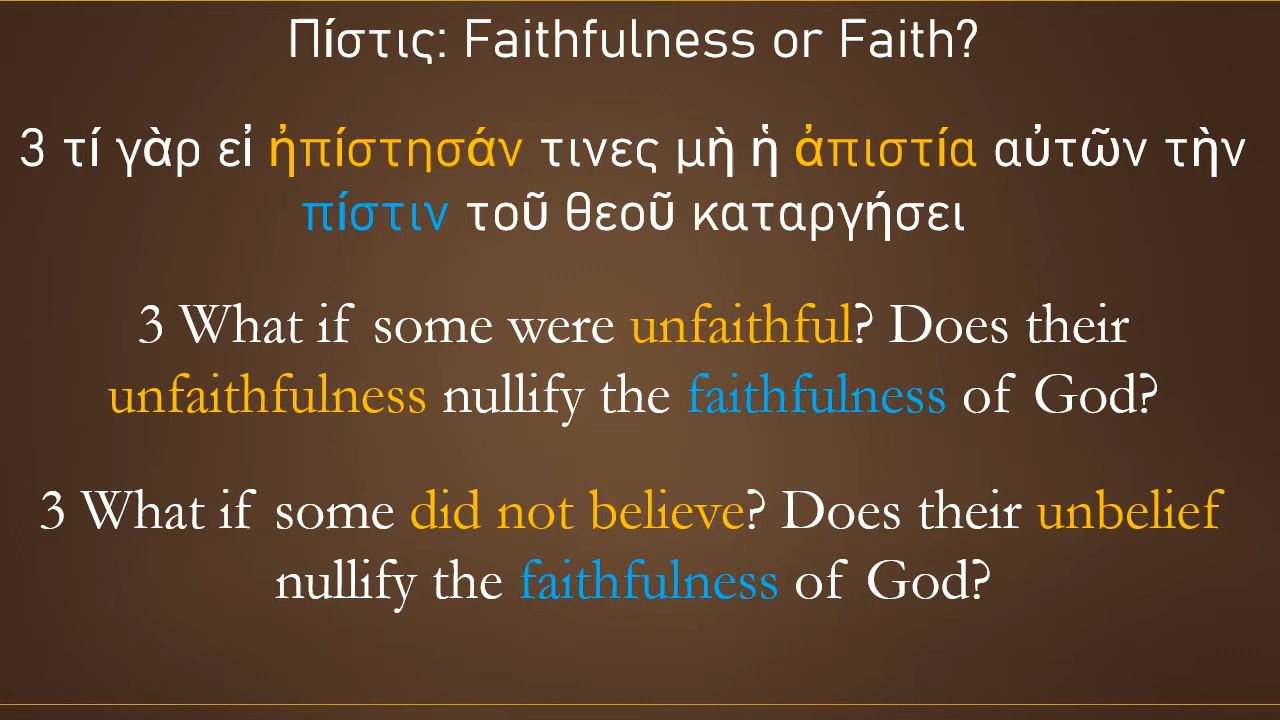 Πίστις: Faithfulness or Faith?
3 τί γὰρ εἰ ἠπίστησάν τινες μὴ ἡ ἀπιστία αὐτῶν τὴν
πίστιν τοῦ θεοῦ καταργήσει
3 What if some were unfaithful? Does their
unfaithfulness nullify the faithfulness of God?
3 What if some did not believe? Does their unbelief
nullify the faithfulness of God?